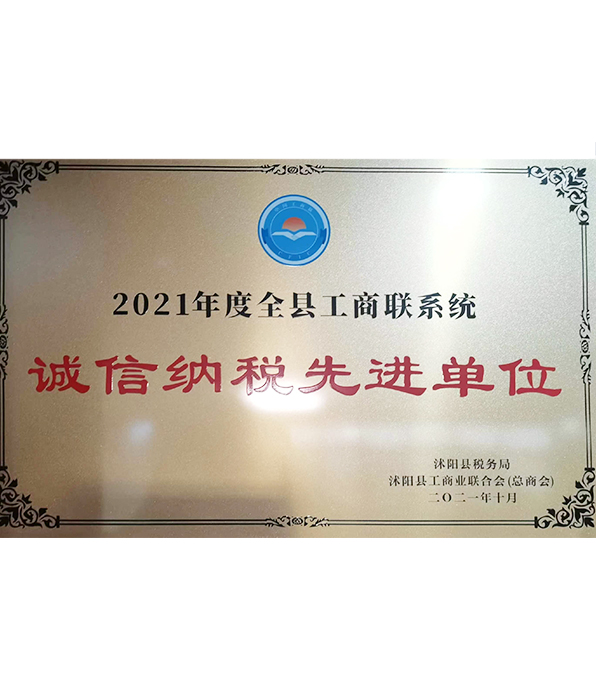 2021年度全县工商联系统
诚信纳税先进单位
沭阳县税务局
沭阳县工商业联合会(总商会)
二〇二一年十月